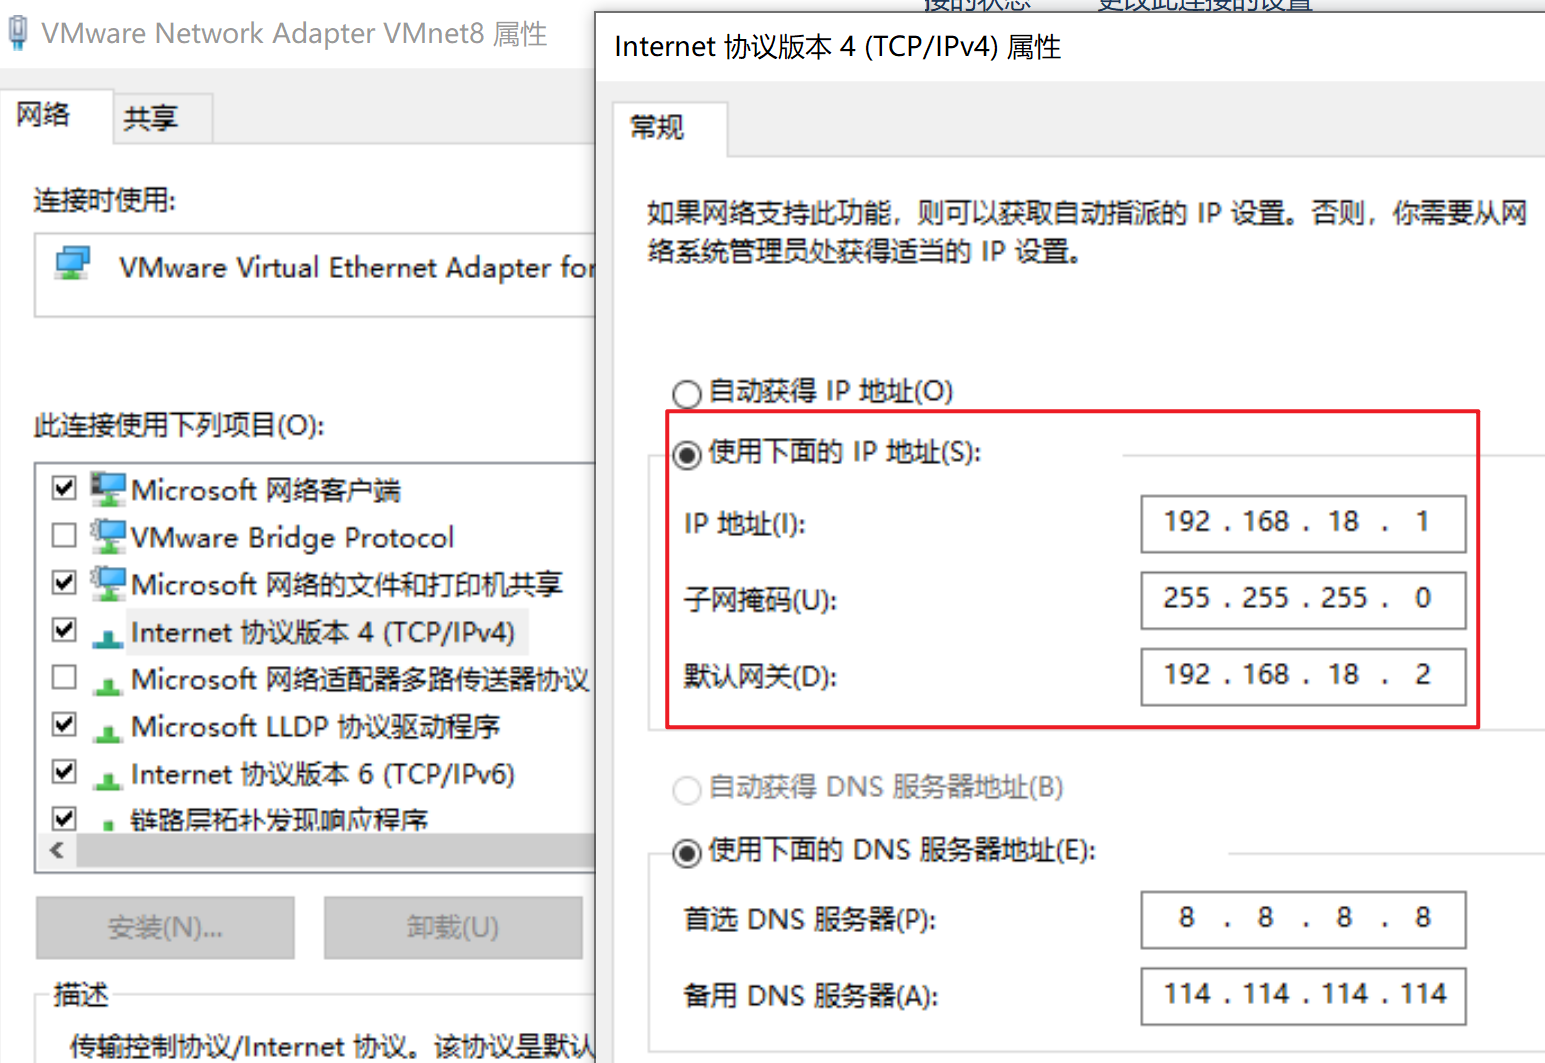 接的状态 更改此连接的设置
VMware Network Adapter VMnet8 属性
网络
共享
连接时使用:
VMware Virtual Ethernet Adapter for
此连接使用下列项目(O):
Microsoft 网络客户端
VMware Bridge Protocol
Microsoft 网络的文件和打印机共享
Internet 协议版本 4 (TCP/IPv4)
Microsoft 网络适配器多路传送器协议
Microsoft LLDP 协议驱动程序
Internet 协议版本 6 (TCP/IPv6)
链路层拓扑发现响应程序
安装(N)...
卸载(U)
描述
传输控制协议/Internet 协议。该协议是默认
Internet 协议版本 4 (TCP/IPv4) 属性
常规
如果网络支持此功能，则可以获取自动指派的 IP 设置。否则，你需要从网
络系统管理员处获得适当的 IP 设置。
自动获得 IP 地址(O)
使用下面的 IP 地址(S):
IP 地址(I): 192 . 168 . 18 . 1
子网掩码(U): 255 . 255 . 255 . 0
默认网关(D): 192 . 168 . 18 . 2
自动获得 DNS 服务器地址(B)
使用下面的 DNS 服务器地址(E):
首选 DNS 服务器(P): 8 . 8 . 8 . 8
备用 DNS 服务器(A): 114 . 114 . 114 . 114